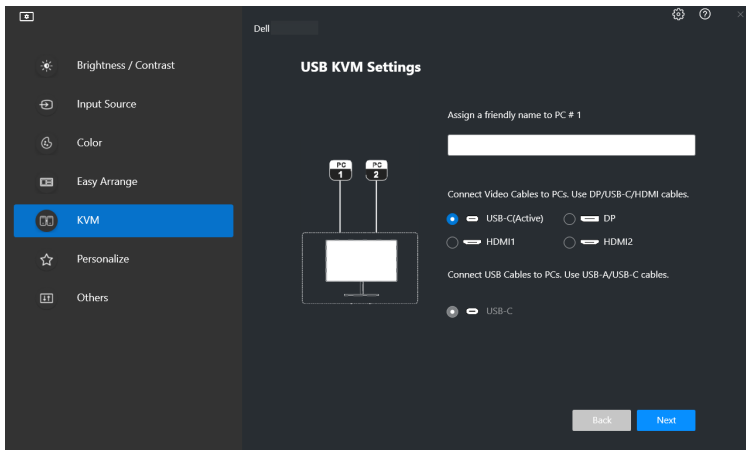 Dell
Brightness / Contrast
Input Source
Color
Easy Arrange
KVM
Personalize
Others
USB KVM Settings
PC 1
PC 2
Assign a friendly name to PC # 1
Connect Video Cables to PCs. Use DP/USB-C/HDMI cables.
USB-C(Active) DP
HDMI1 HDMI2
Connect USB Cables to PCs. Use USB-A/USB-C cables.
USB-C
Back Next